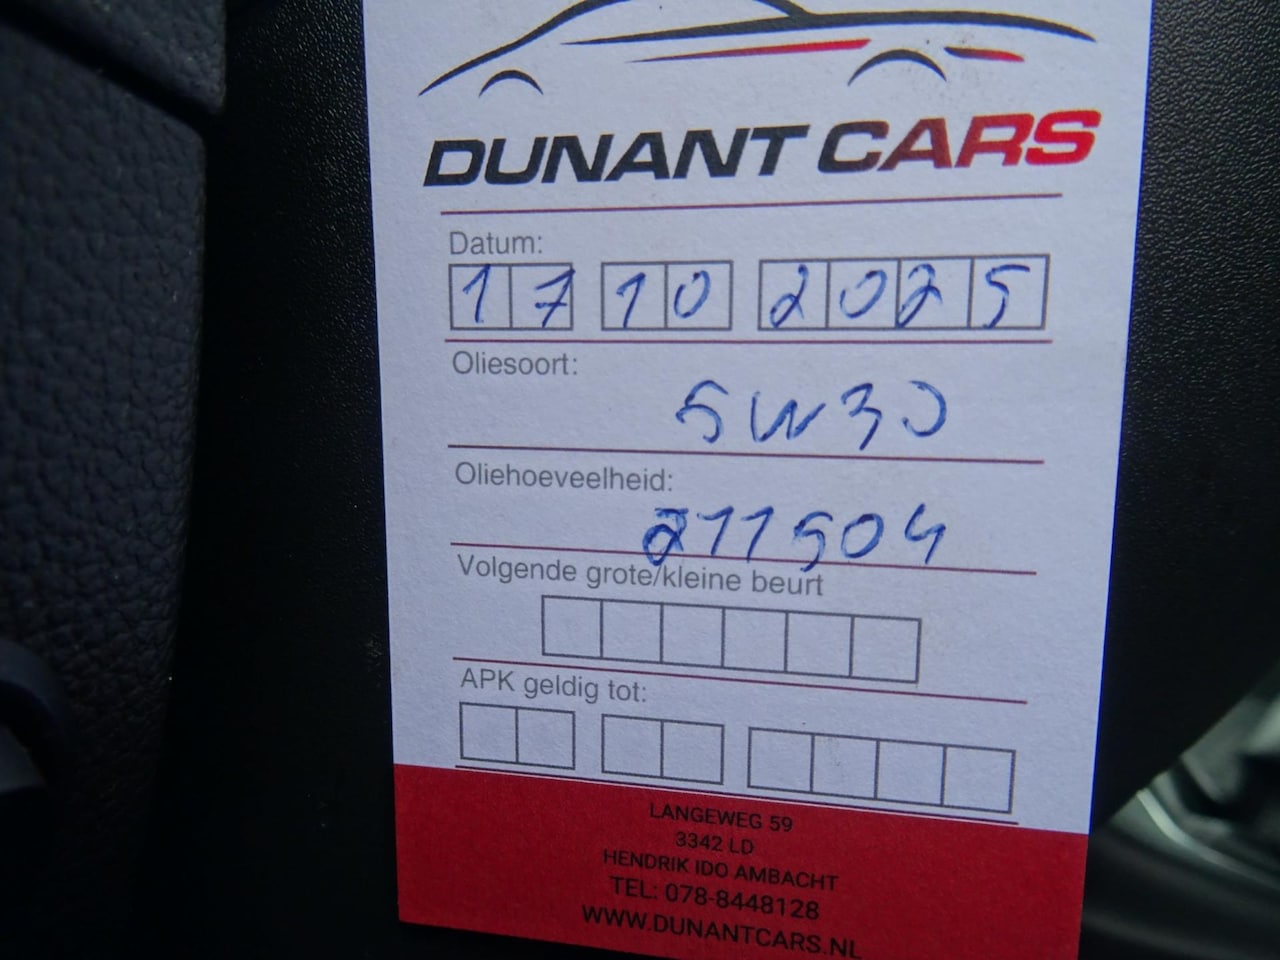 DUNANT CARS
Datum:
17 10 2025
Oliesoort:
5W30
Oliehoeveelheid:
211504
Volgende grote/kleine beurt
APK geldig tot:
LANGEWEG 59
3342 LD
HENDRIK IDO AMBACHT
TEL: 078-8448128
WWW.DUNANTCARS.NL